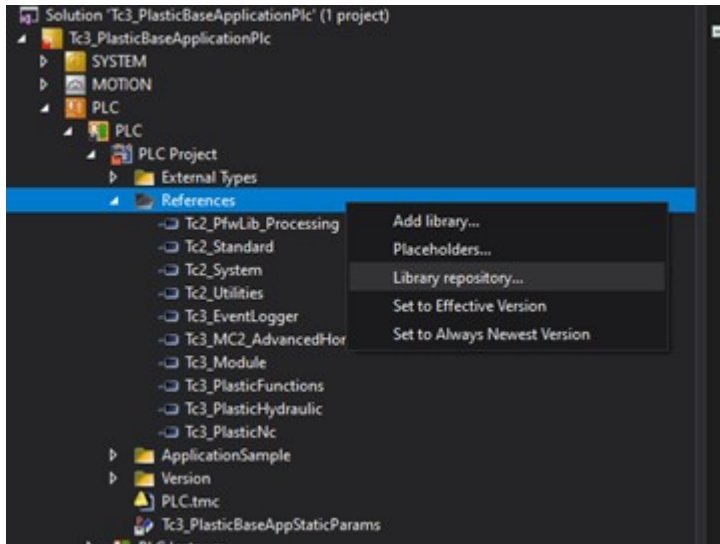 Solution 'Tc3_PlasticBaseApplicationPlc' (1 project)
Tc3_PlasticBaseApplicationPlc
SYSTEM
MOTION
PLC
PLC
PLC Project
External Types
References
Tc2_PfwLib_Processing
Tc2_Standard
Tc2_System
Tc2_Utilities
Tc3_EventLogger
Tc3_MC2_AdvancedHor
Tc3_Module
Tc3_PlasticFunctions
Tc3_PlasticHydraulic
Tc3_PlasticNc
ApplicationSample
Version
PLC.tmc
Tc3_PlasticBaseAppStaticParams
Add library...
Placeholders...
Library repository...
Set to Effective Version
Set to Always Newest Version